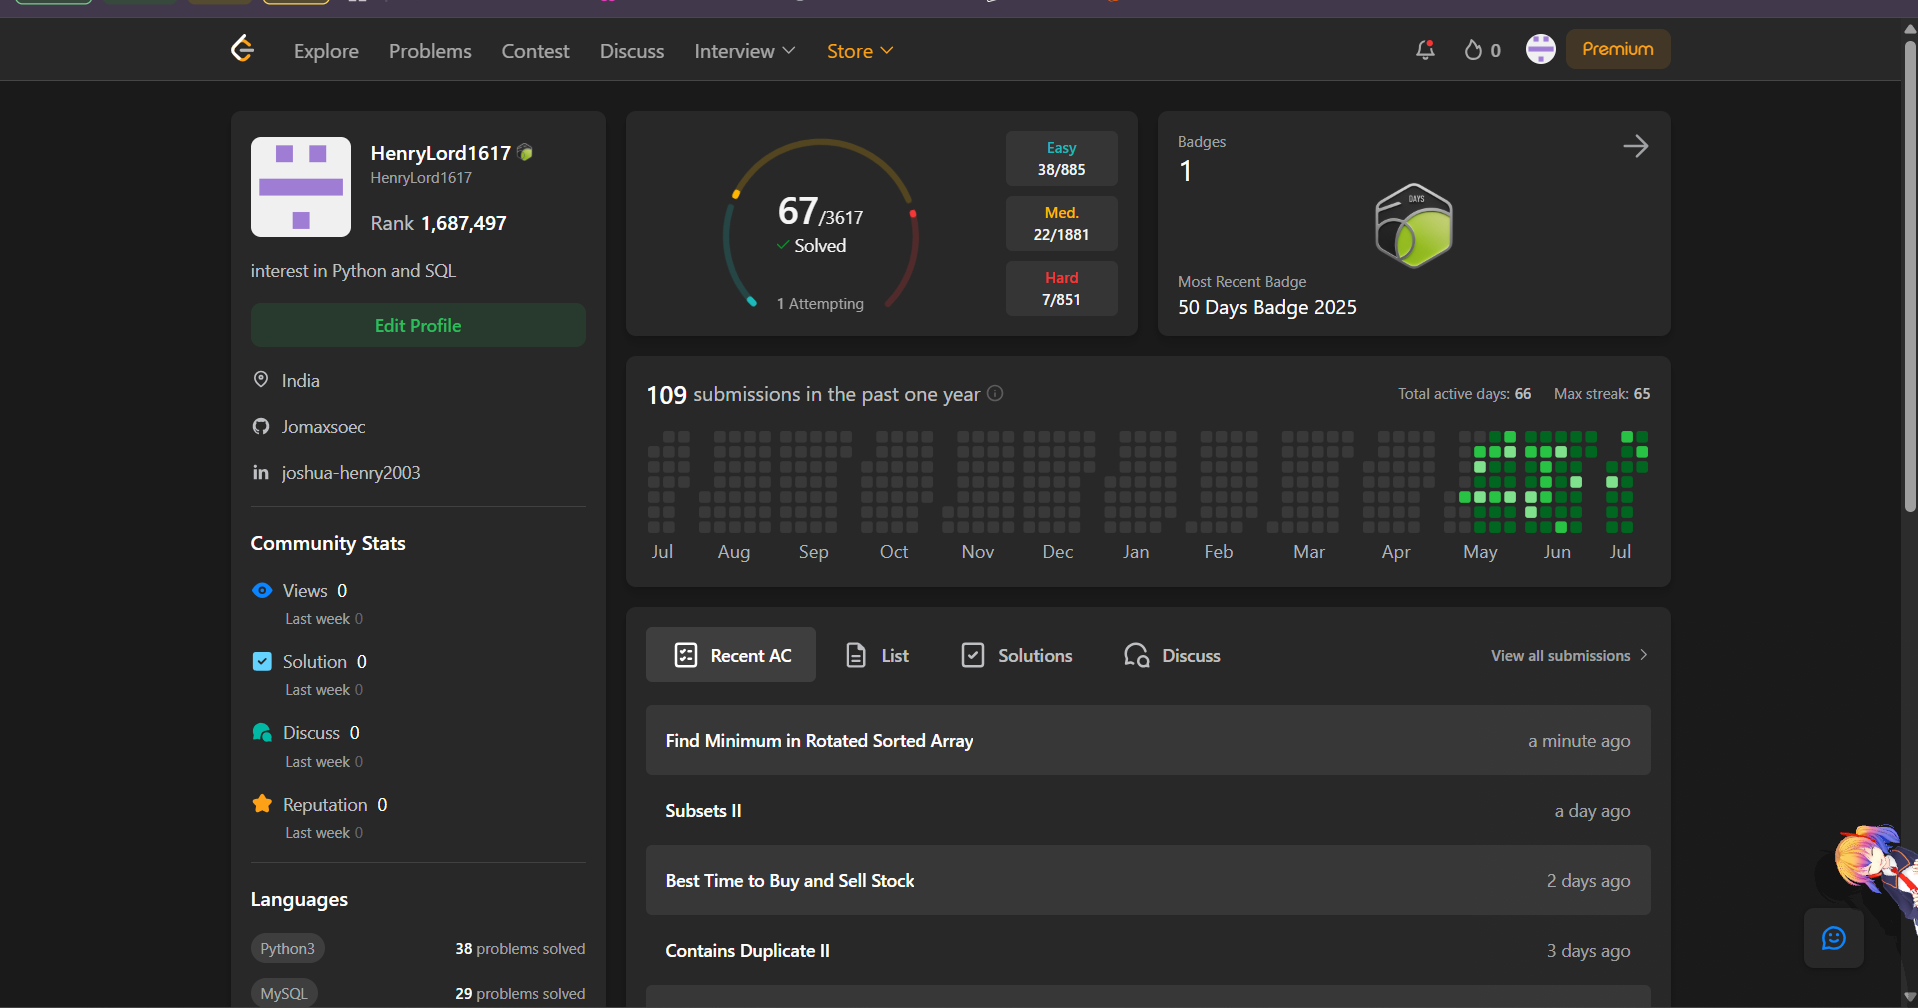 Explore Problems Contest Discuss Interview Store 0 Premium
HenryLord1617
HenryLord1617
Rank 1,687,497
interest in Python and SQL
Edit Profile
India
Jomaxsoec
joshua-henry2003
Community Stats
Views 0
Last week 0
Solution 0
Last week 0
Discuss 0
Last week 0
Reputation 0
Last week 0
Languages
Python3 38 problems solved
MySQL 29 problems solved
67/3617
Solved
1 Attempting
Easy
38/885
Med.
22/1881
Hard
7/851
Badges
1
DAYS
Most Recent Badge
50 Days Badge 2025
109 submissions in the past one year Total active days: 66 Max streak: 65
Jul Aug Sep Oct Nov Dec Jan Feb Mar Apr May Jun Jul
Recent AC List Solutions Discuss View all submissions
Find Minimum in Rotated Sorted Array a minute ago
Subsets II a day ago
Best Time to Buy and Sell Stock 2 days ago
Contains Duplicate II 3 days ago